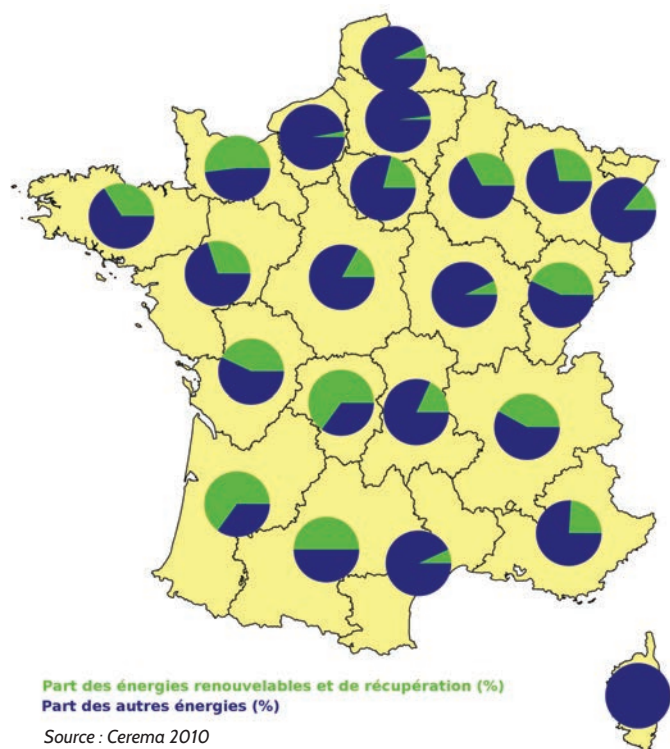 Part des énergies renouvelables et de récupération (%)
Part des autres énergies (%)
Source : Cerema 2010